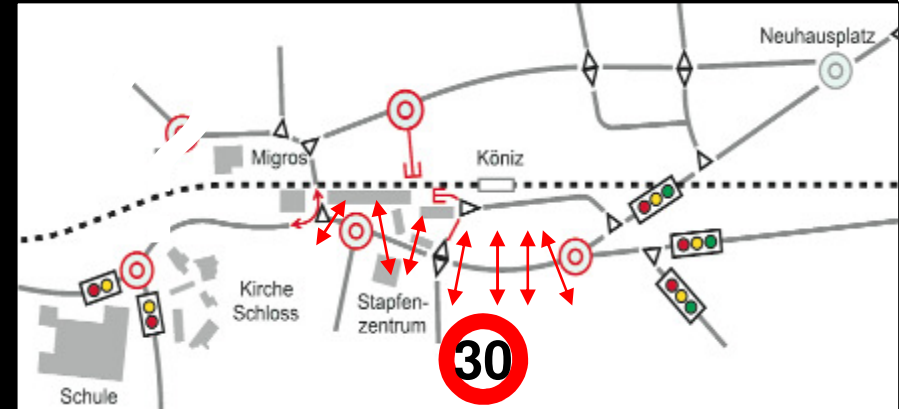 Neuhausplatz
Migros
Köniz
Kirche
Schloss
Stapfen-
zentrum
30
Schule